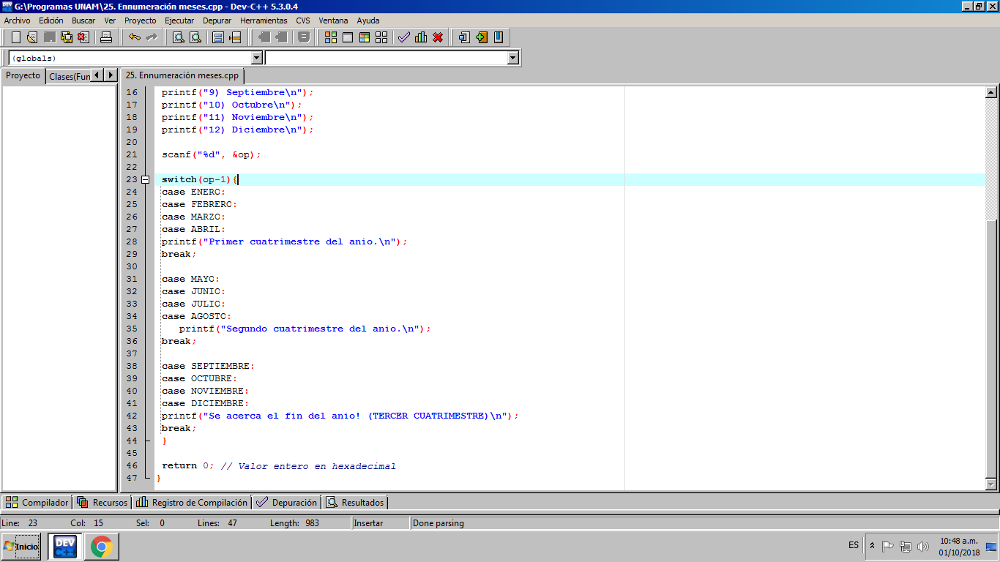 G:\Programas UNAM\25. Ennumeración meses.cpp - Dev-C++ 5.3.0.4
Archivo Edición Buscar Ver Proyecto Ejecutar Depurar Herramientas CVS Ventana Ayuda
(globals)
Proyecto Clases(Fun 25. Ennumeración meses.cpp
16 printf("9) Septiembre\n");
17 printf("10) Octubre\n");
18 printf("11) Noviembre\n");
19 printf("12) Diciembre\n");
20
21 scanf("%d", &op);
22
23 switch(op-1){
24 case ENERO:
25 case FEBRERO:
26 case MARZO:
27 case ABRIL:
28 printf("Primer cuatrimestre del anio.\n");
29 break;
30
31 case MAYO:
32 case JUNIO:
33 case JULIO:
34 case AGOSTO:
35 printf("Segundo cuatrimestre del anio.\n");
36 break;
37
38 case SEPTIEMBRE:
39 case OCTUBRE:
40 case NOVIEMBRE:
41 case DICIEMBRE:
42 printf("Se acerca el fin del anio! (TERCER CUATRIMESTRE)\n");
43 break;
44 }
45
46 return 0; // Valor entero en hexadecimal
47 }
Compilador Recursos Registro de Compilación Depuración Resultados
Line: 23 Col: 15 Sel: 0 Lines: 47 Length: 983 Insertar Done parsing
Inicio DEV C++ ES 10:48 a.m.
01/10/2018